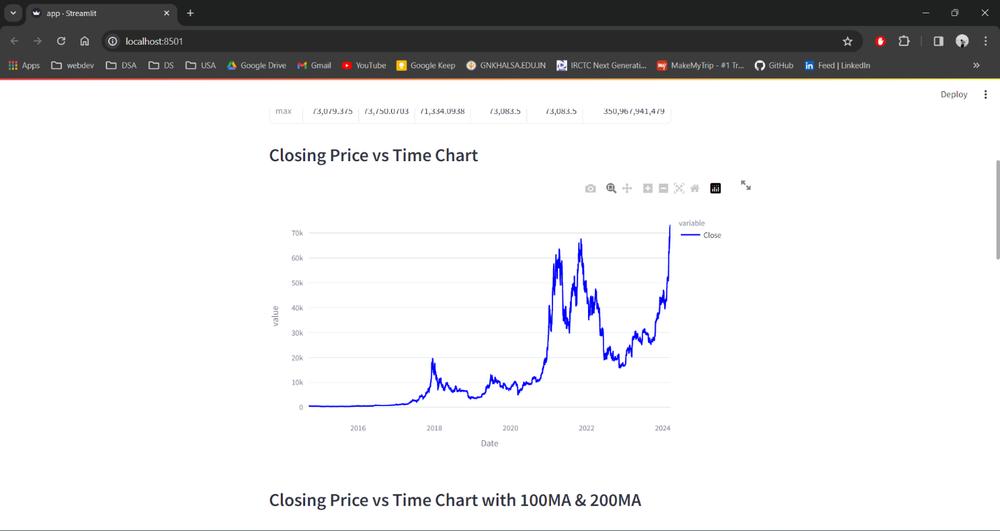 app · Streamlit
localhost:8501
Apps webdev DSA DS USA Google Drive Gmail YouTube Google Keep GNKHALSA.EDU.IN IRCTC Next Generati... MakeMyTrip - #1 Tr... GitHub Feed | LinkedIn »
Deploy
max 73,079.375 73,750.0703 71,334.0938 73,083.5 73,083.5 350,967,941,479
Closing Price vs Time Chart
variable
Close
70k
60k
50k
40k
30k
20k
10k
0
value
2016 2018 2020 2022 2024
Date
Closing Price vs Time Chart with 100MA & 200MA